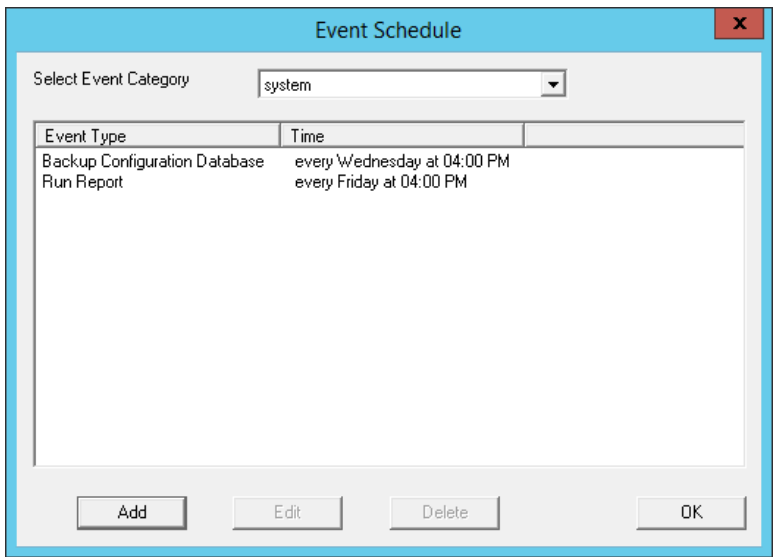 Event Schedule
x
Select Event Category
system
Event Type Time
Backup Configuration Database every Wednesday at 04:00 PM
Run Report every Friday at 04:00 PM
Add Edit Delete OK